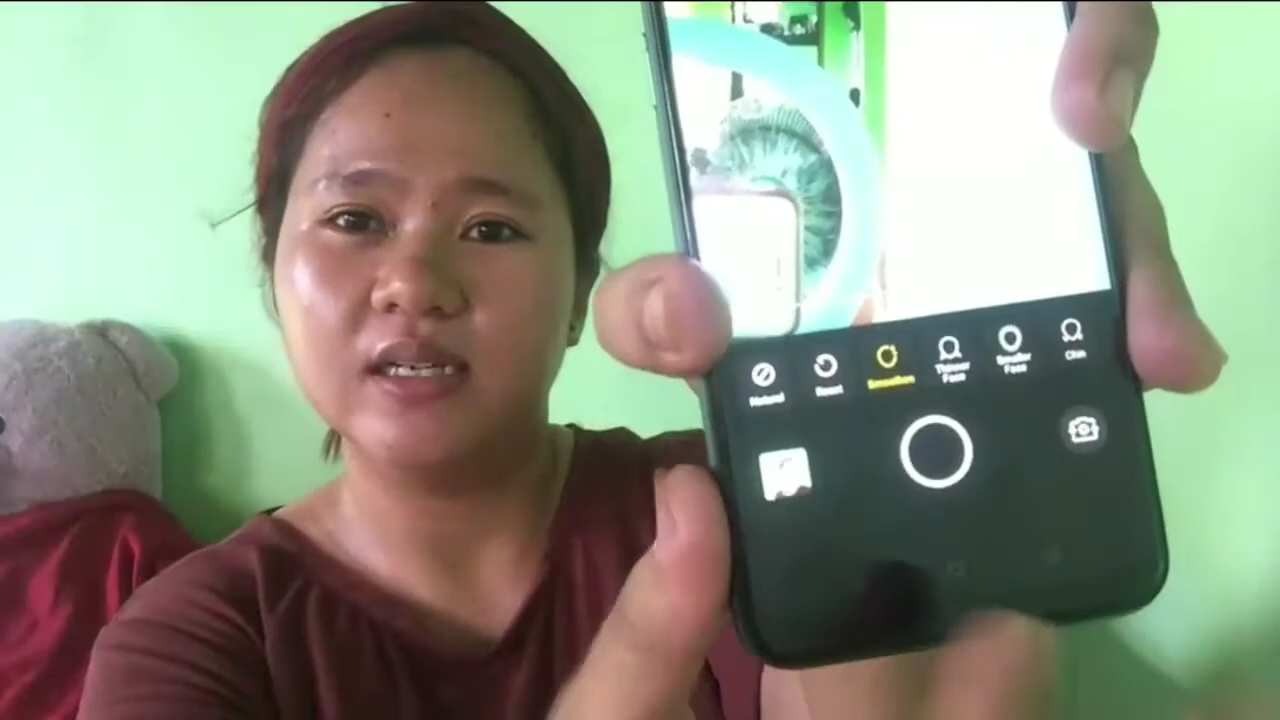 Natural
Reset
Smoothen
Thinner
Face
Smaller
Face
Chin